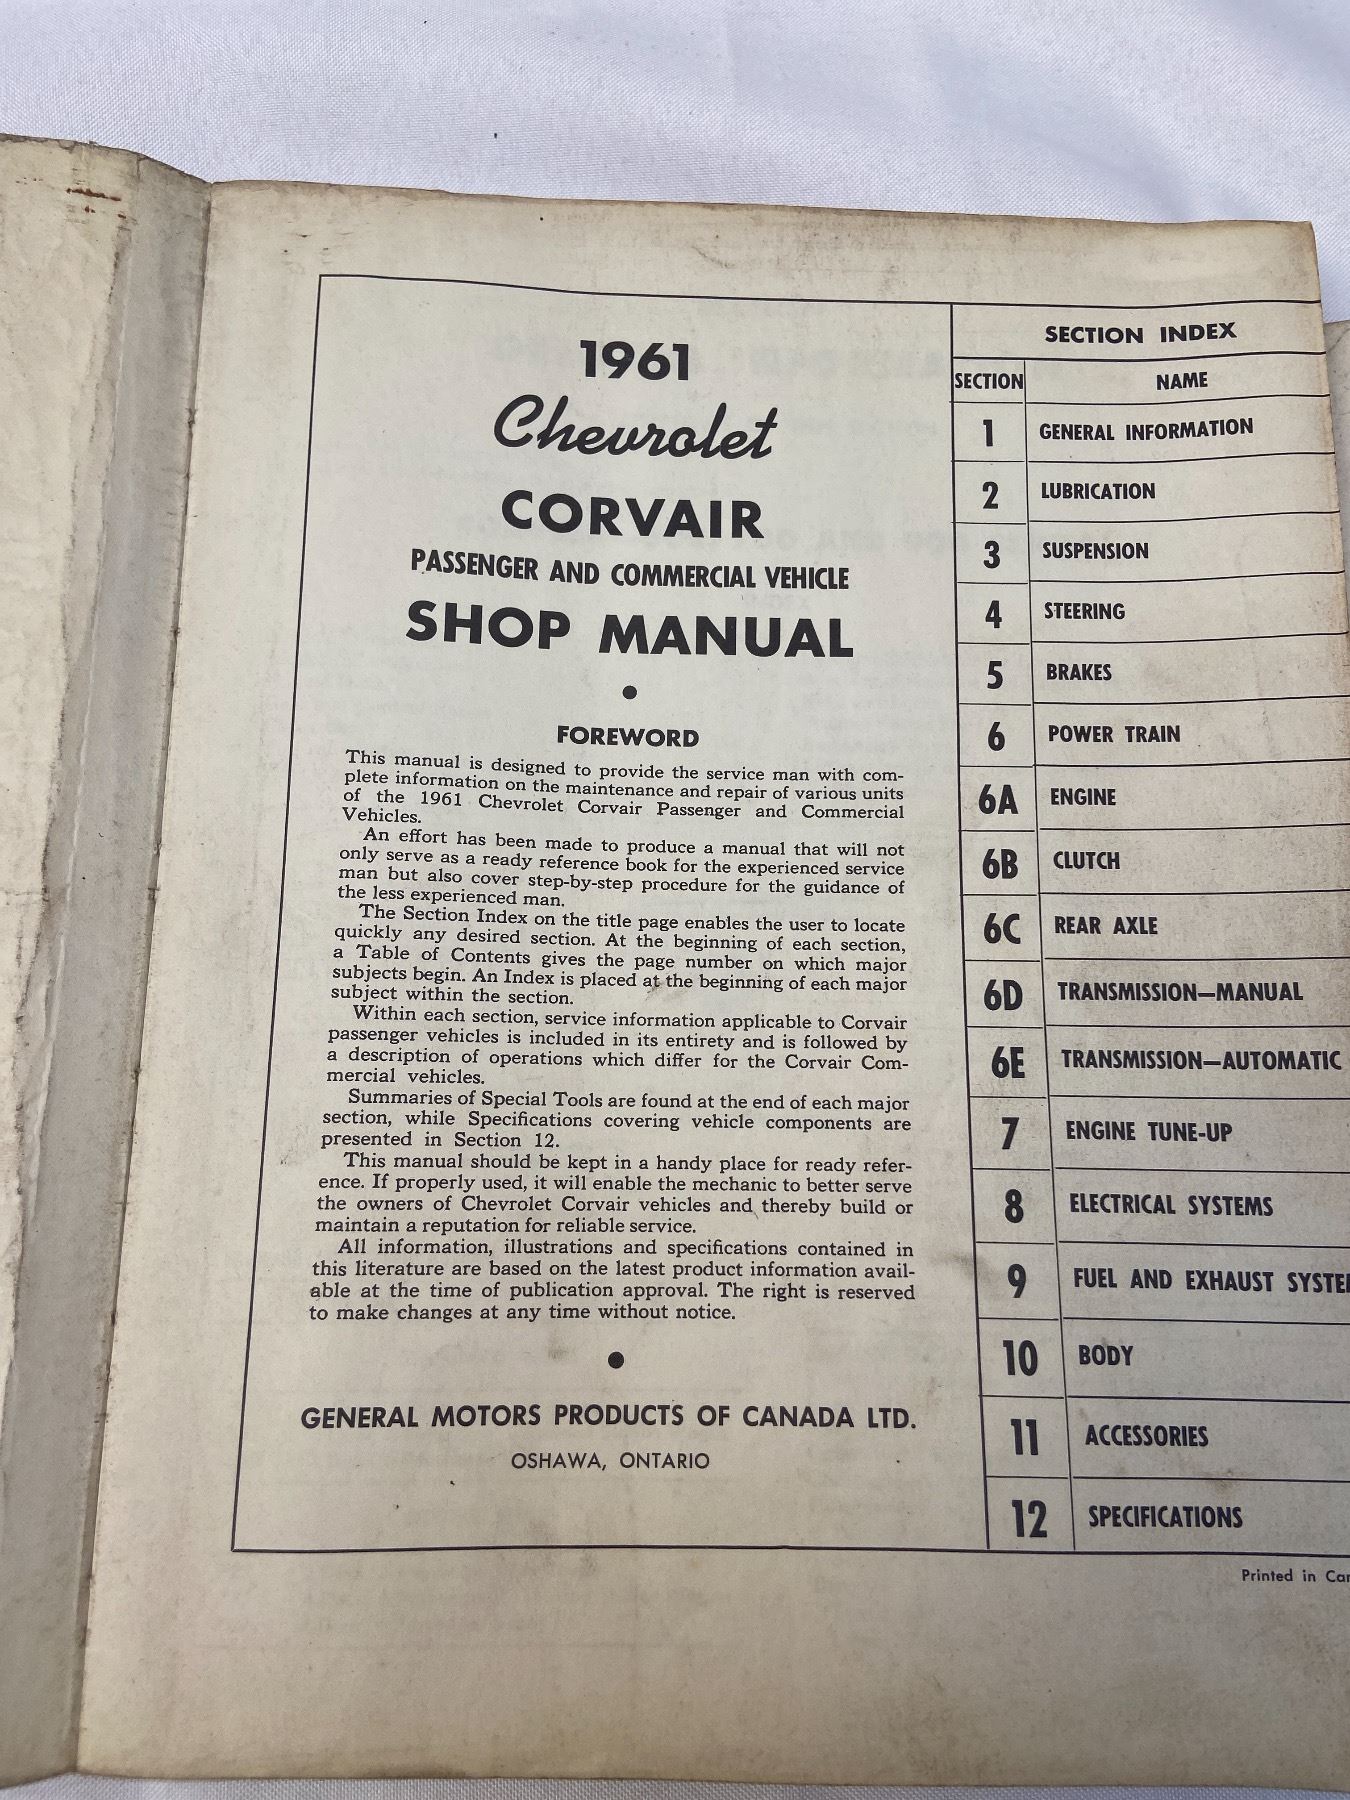 1961
Chevrolet
CORVAIR
PASSENGER AND COMMERCIAL VEHICLE
SHOP MANUAL
•
FOREWORD
This manual is designed to provide the service man with com-
plete information on the maintenance and repair of various units
of the 1961 Chevrolet Corvair Passenger and Commercial
Vehicles.
An effort has been made to produce a manual that will not
only serve as a ready reference book for the experienced service
man but also cover step-by-step procedure for the guidance of
the less experienced man.
The Section Index on the title page enables the user to locate
quickly any desired section. At the beginning of each section,
a Table of Contents gives the page number on which major
subjects begin. An Index is placed at the beginning of each major
subject within the section.
Within each section, service information applicable to Corvair
passenger vehicles is included in its entirety and is followed by
a description of operations which differ for the Corvair Com-
mercial vehicles.
Summaries of Special Tools are found at the end of each major
section, while Specifications covering vehicle components are
presented in Section 12.
This manual should be kept in a handy place for ready refer-
ence. If properly used, it will enable the mechanic to better serve
the owners of Chevrolet Corvair vehicles and thereby build or
maintain a reputation for reliable service.
All information, illustrations and specifications contained in
this literature are based on the latest product information avail-
able at the time of publication approval. The right is reserved
to make changes at any time without notice.
•
GENERAL MOTORS PRODUCTS OF CANADA LTD.
OSHAWA, ONTARIO
SECTION INDEX
SECTION NAME
1 GENERAL INFORMATION
2 LUBRICATION
3 SUSPENSION
4 STEERING
5 BRAKES
6 POWER TRAIN
6A ENGINE
6B CLUTCH
6C REAR AXLE
6D TRANSMISSION—MANUAL
6E TRANSMISSION—AUTOMATIC
7 ENGINE TUNE-UP
8 ELECTRICAL SYSTEMS
9 FUEL AND EXHAUST SYSTE
10 BODY
11 ACCESSORIES
12 SPECIFICATIONS
Printed in Ca